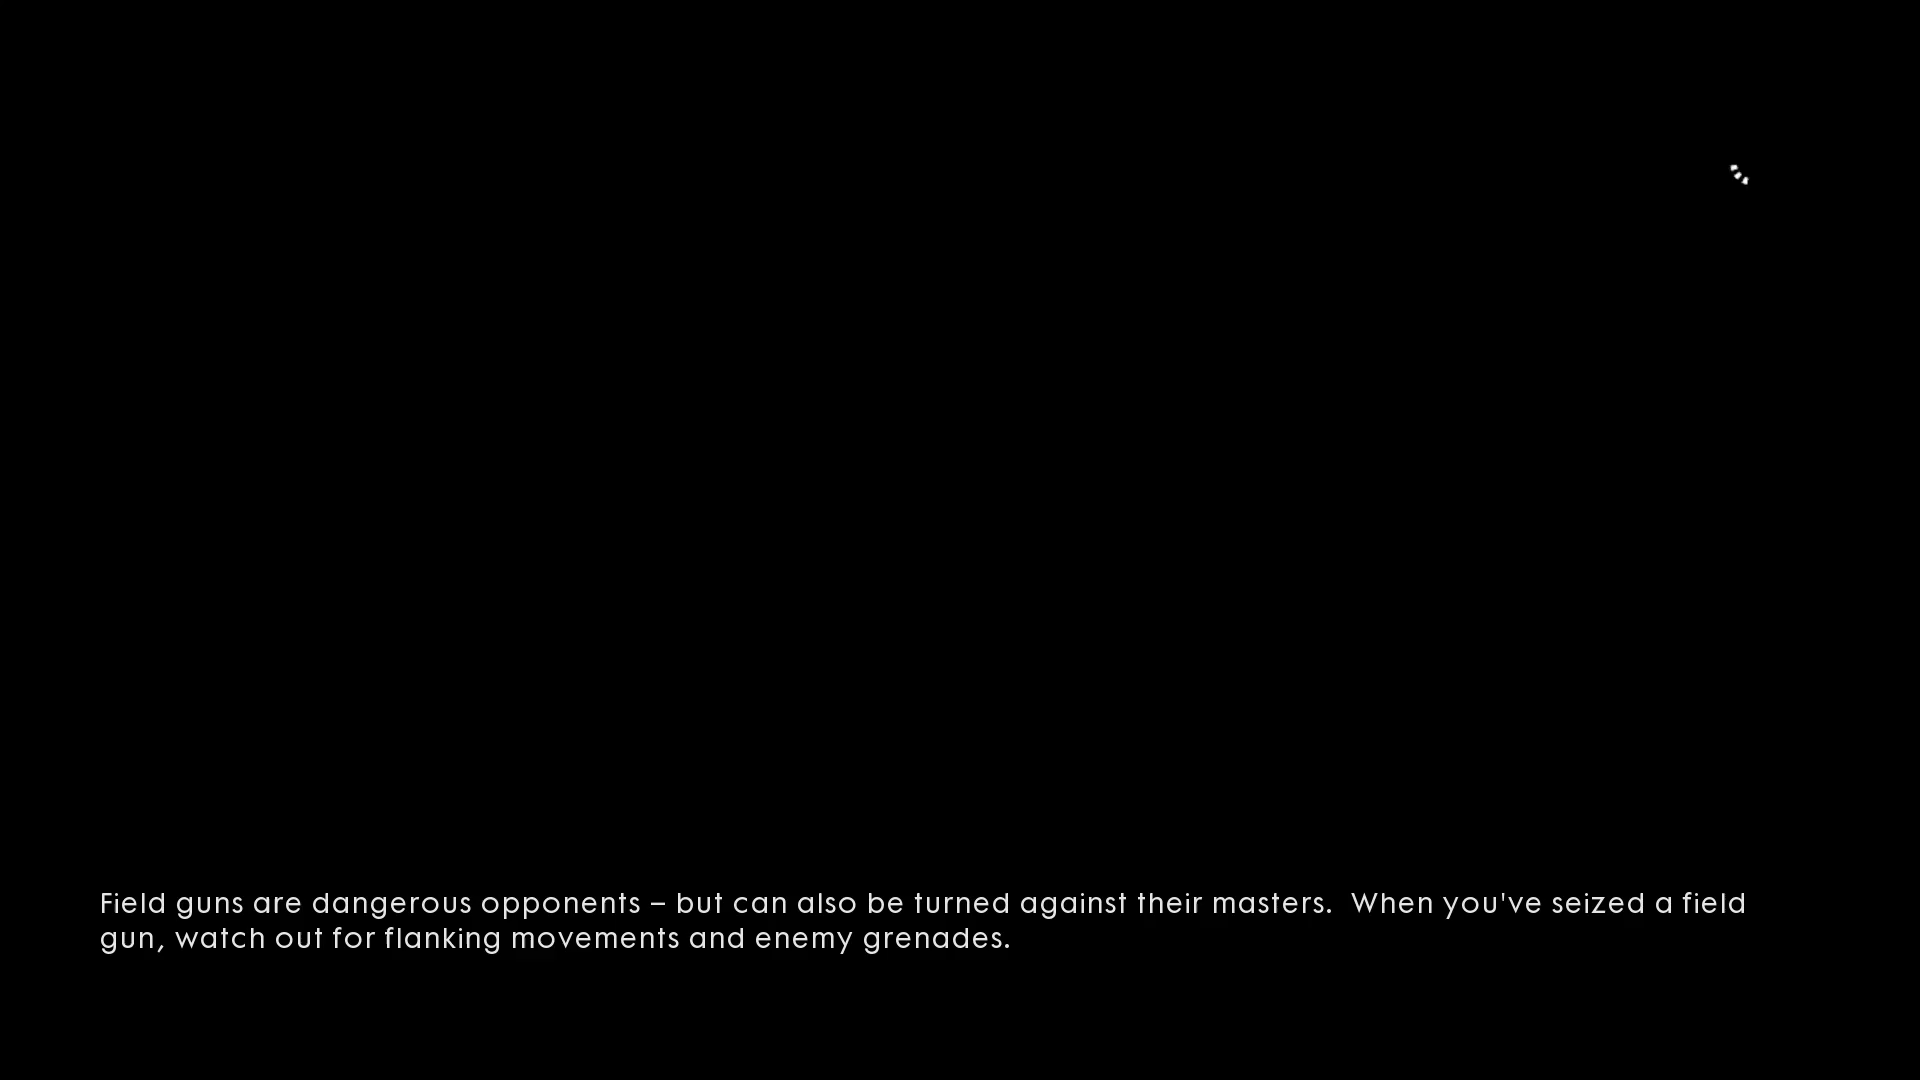 Field guns are dangerous opponents – but can also be turned against their masters.  When you've seized a field
gun, watch out for flanking movements and enemy grenades.